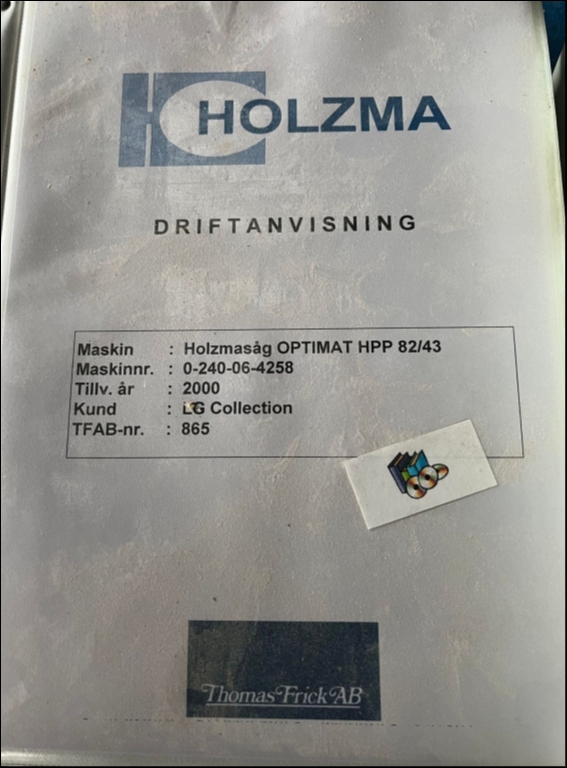 HOLZMA
DRIFTANVISNING
Maskin : Holzmasåg OPTIMAT HPP 82/43
Maskinnr. : 0-240-06-4258
Tillv. år : 2000
Kund : LG Collection
TFAB-nr. : 865
Thomas Frick AB